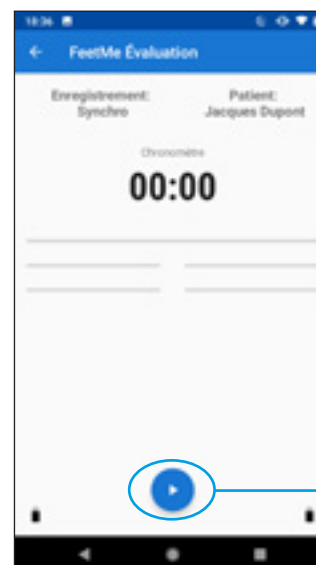 18:36
FeetMe Évaluation
Enregistrement:
Synchro
Patient:
Jacques Dupont
Chronomètre
00:00